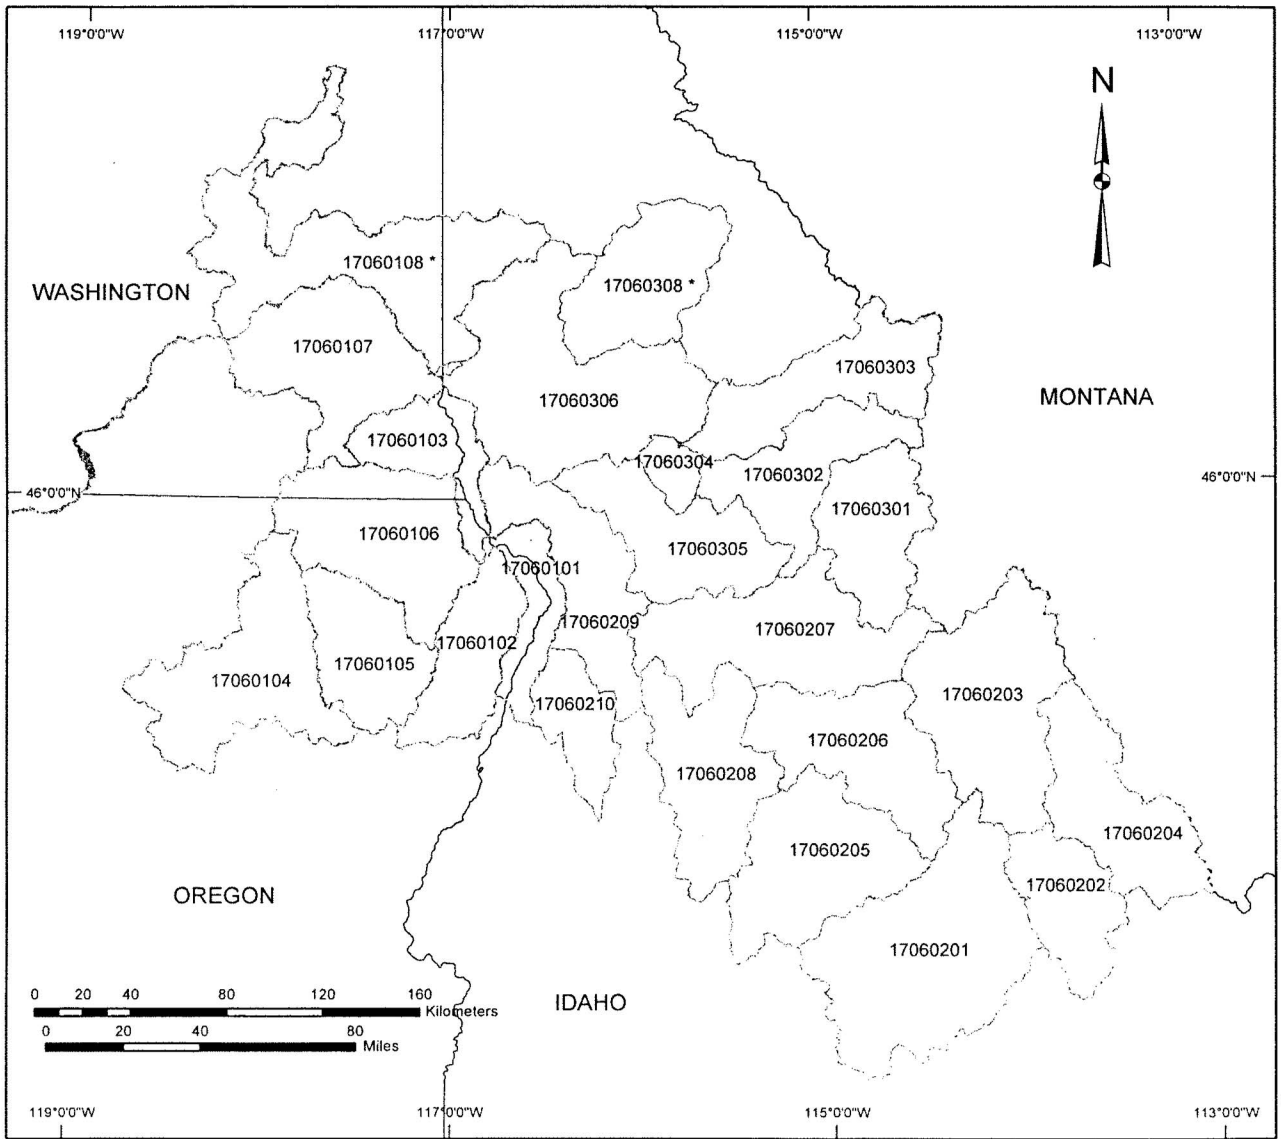 119°0'0"W
117°0'0"W
115°0'0"W
113°0'0"W
N
17060108 *
17060308 *
WASHINGTON
17060107
17060303
MONTANA
17060306
17060103
17060304
17060302
46°0'0"N
46°0'0"N
17060301
17060106
17060305
17060101
17060209
17060207
17060102
17060105
17060104
17060203
17060210
17060206
17060208
17060204
17060205
17060202
OREGON
17060201
IDAHO
0 20 40 80 120 160
Kilometers
0 20 40 80
Miles
119°0'0"W
117°0'0"W
115°0'0"W
113°0'0"W